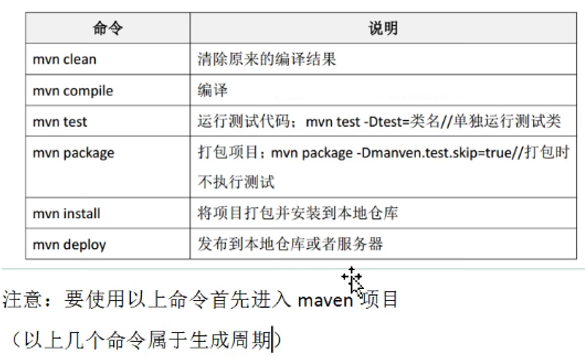 命令 说明
mvn clean 清除原来的编译结果
mvn compile 编译
mvn test 运行测试代码；mvn test -Dtest=类名//单独运行测试类
mvn package 打包项目；mvn package -Dmanven.test.skip=true//打包时
不执行测试
mvn install 将项目打包并安装到本地仓库
mvn deploy 发布到本地仓库或者服务器
注意：要使用以上命令首先进入 maven 项目
（以上几个命令属于生成周期）